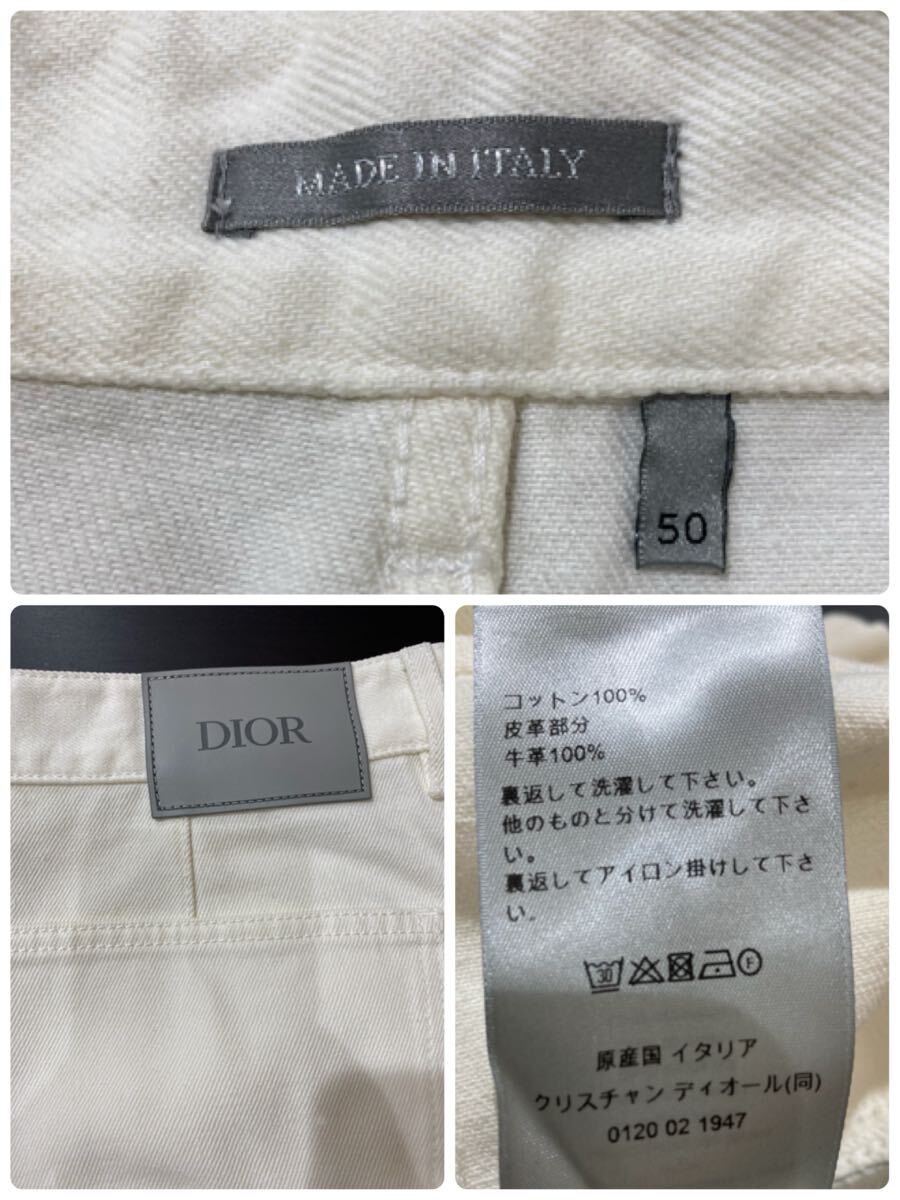 MADE IN ITALY
50
DIOR
コットン100%
皮革部分
牛革100%
裏返して洗濯して下さい。
他のものと分けて洗濯して下さ
い。
裏返してアイロン掛けして下さ
い。
30
F
原産国 イタリア
クリスチャン ディオール(同)
0120 02 1947